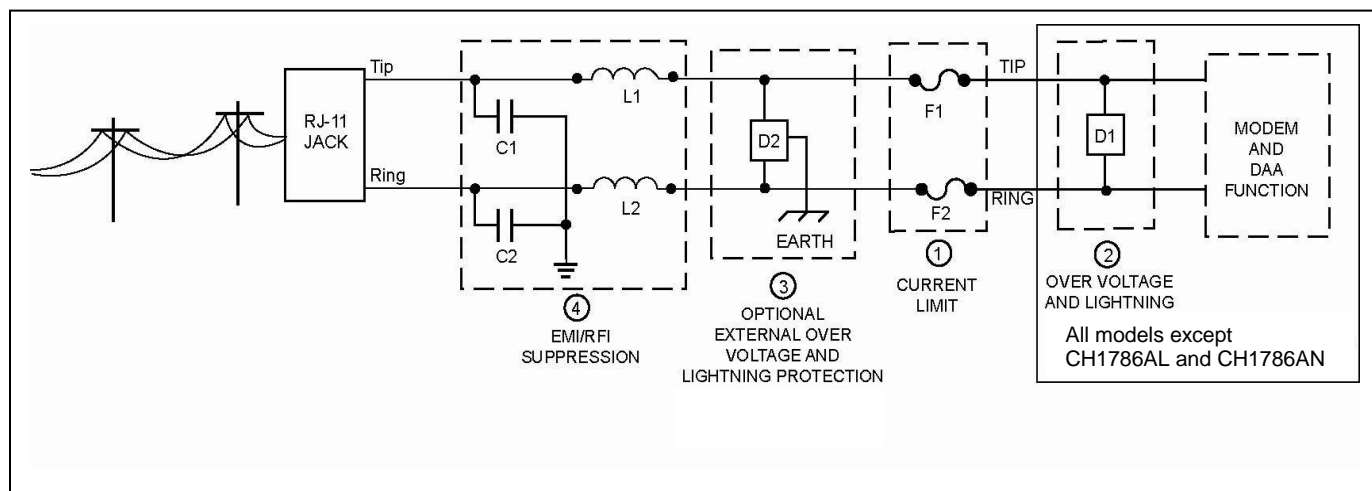 RJ-11
JACK
Tip
Ring
C1
C2
L1
L2
④
EMI/RFI
SUPPRESSION
D2
EARTH
③
OPTIONAL
EXTERNAL OVER
VOLTAGE AND
LIGHTNING PROTECTION
F1
F2
①
CURRENT
LIMIT
TIP
RING
D1
②
OVER VOLTAGE
AND LIGHTNING
All models except
CH1786AL and CH1786AN
MODEM
AND
DAA
FUNCTION